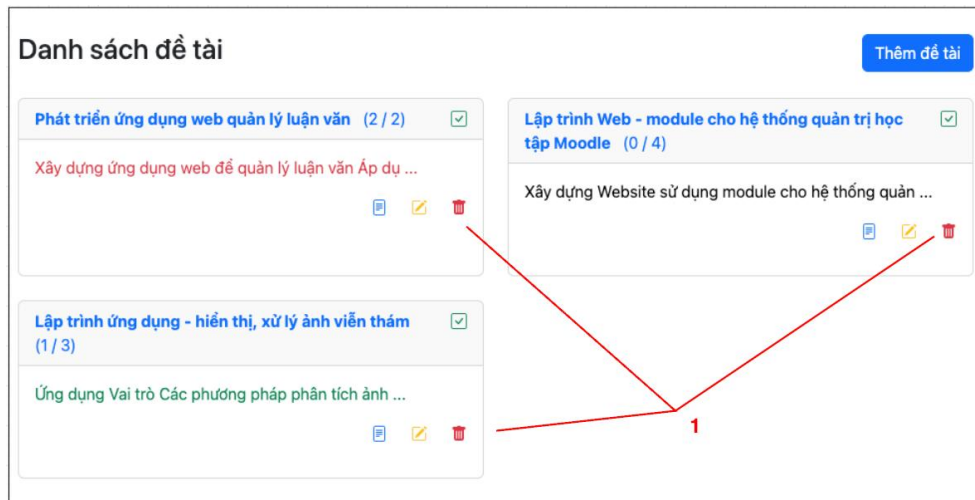 Danh sách đề tài
Thêm đề tài
Phát triển ứng dụng web quản lý luận văn (2 / 2)
Xây dựng ứng dụng web để quản lý luận văn Áp dụ ...
Lập trình Web - module cho hệ thống quản trị học
tập Moodle (0 / 4)
Xây dựng Website sử dụng module cho hệ thống quản ...
Lập trình ứng dụng - hiển thị, xử lý ảnh viễn thám
(1 / 3)
Ứng dụng Vai trò Các phương pháp phân tích ảnh ...
1